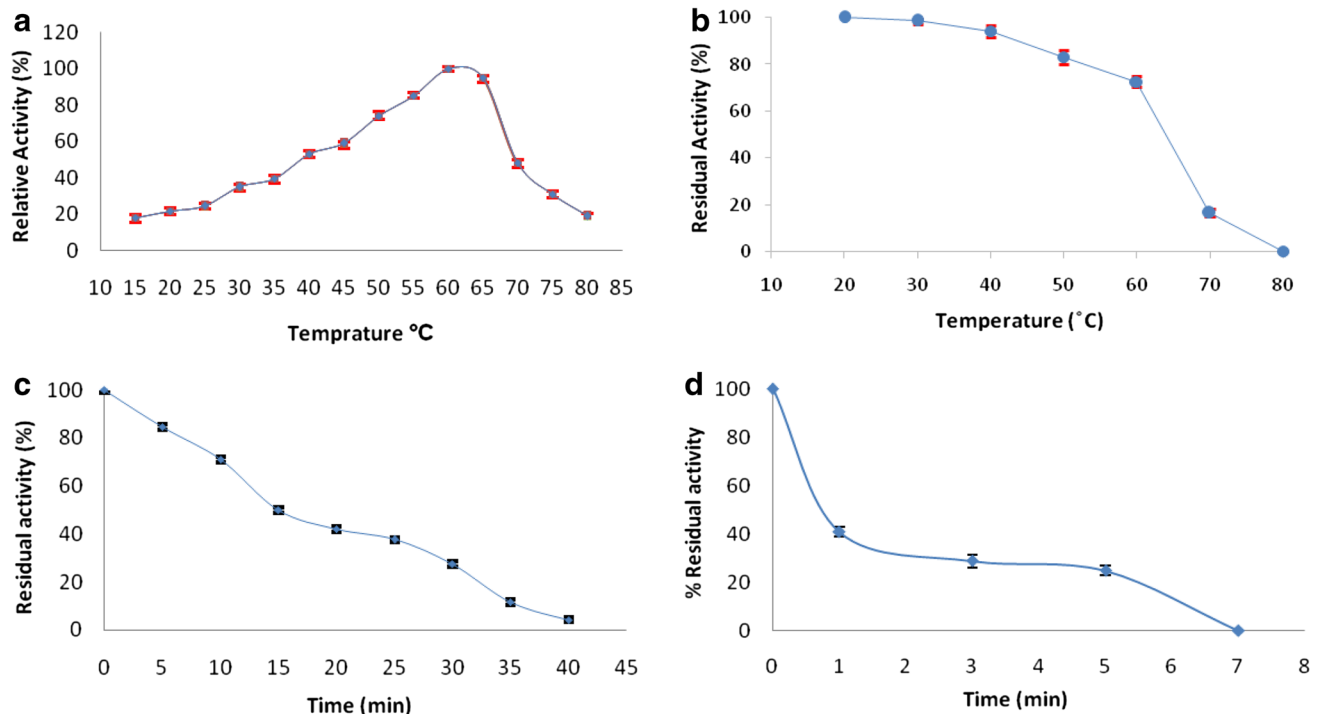 a
120
100
80
60
40
20
0
Relative Activity (%)
10 15 20 25 30 35 40 45 50 55 60 65 70 75 80 85
Temprature °C
b
100
80
60
40
20
0
Residual Activity (%)
10 20 30 40 50 60 70 80
Temperature (˚C)
c
100
80
60
40
20
0
Residual activity (%)
0 5 10 15 20 25 30 35 40 45
Time (min)
d
100
80
60
40
20
0
% Residual activity
0 1 2 3 4 5 6 7 8
Time (min)